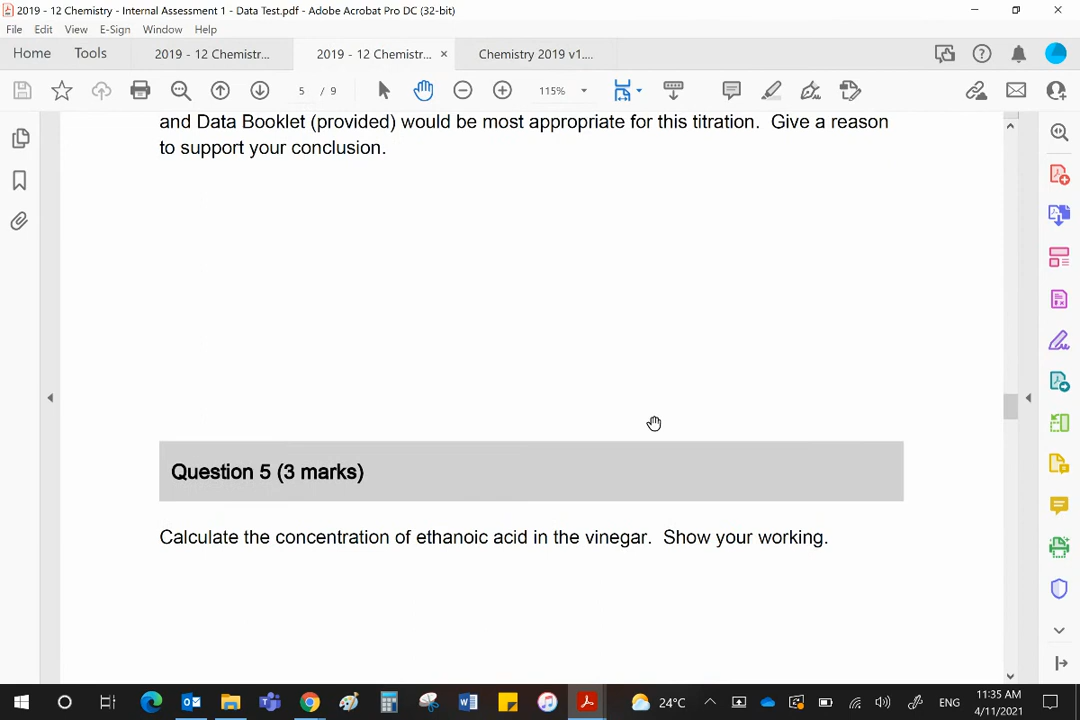 2019 - 12 Chemistry - Internal Assessment 1 - Data Test.pdf - Adobe Acrobat Pro DC (32-bit)
File Edit View E-Sign Window Help
Home Tools 2019 - 12 Chemistr... 2019 - 12 Chemistr... × Chemistry 2019 v1....
5 / 9 115%
and Data Booklet (provided) would be most appropriate for this titration. Give a reason
to support your conclusion.
Question 5 (3 marks)
Calculate the concentration of ethanoic acid in the vinegar. Show your working.
24°C ENG 11:35 AM
4/11/2021